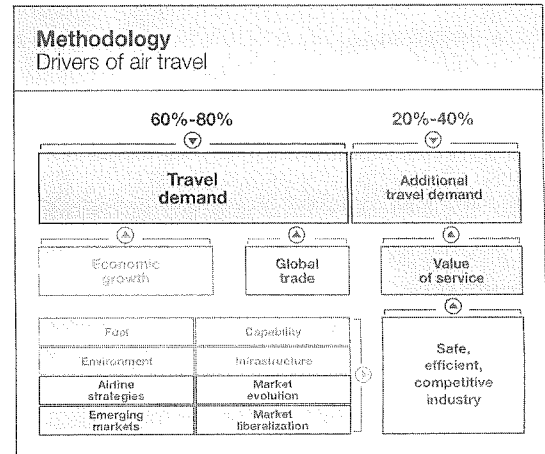 Methodology
Drivers of air travel
60%-80%
20%-40%
Travel
demand
Additional
travel demand
Economic
growth
Global
trade
Value
of service
Fuel
Capability
Environment
Infrastructure
Airline
strategies
Market
evolution
Emerging
markets
Market
liberalization
Safe,
efficient,
competitive
industry